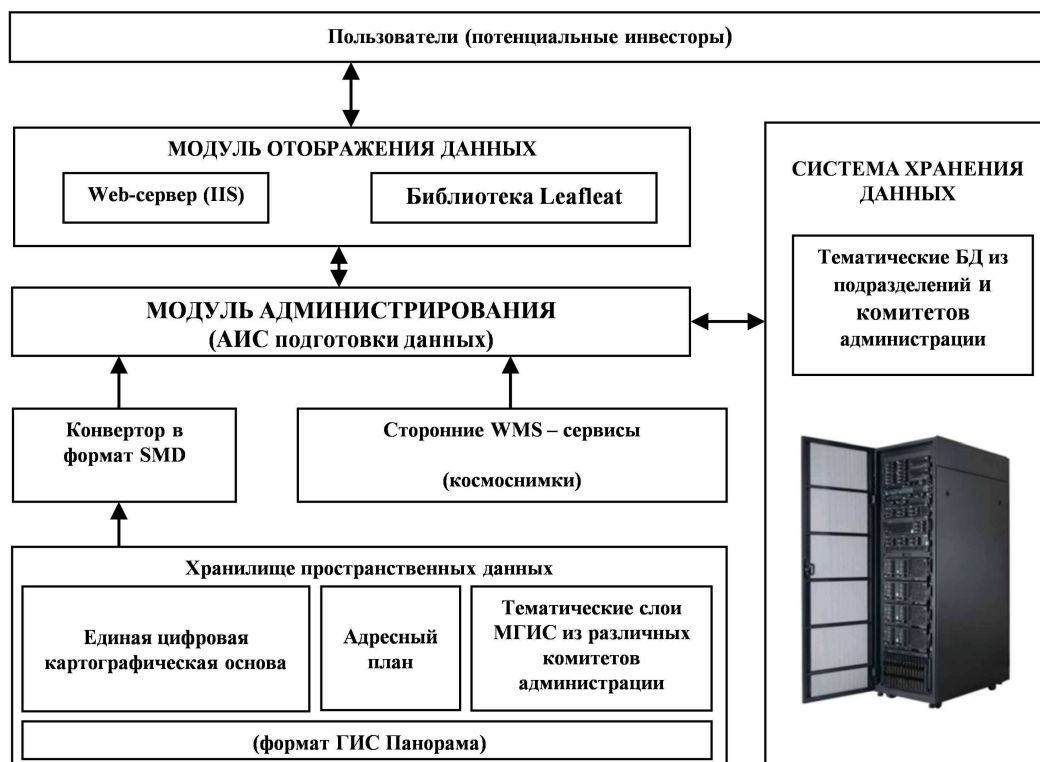 Пользователи (потенциальные инвесторы)
МОДУЛЬ ОТОБРАЖЕНИЯ ДАННЫХ
Web-сервер (IIS)
Библиотека Leafleat
МОДУЛЬ АДМИНИСТРИРОВАНИЯ
(АИС подготовки данных)
СИСТЕМА ХРАНЕНИЯ
ДАННЫХ
Тематические БД из
подразделений и
комитетов
администрации
Конвертор в
формат SMD
Сторонние WMS – сервисы
(космоснимки)
Хранилище пространственных данных
Единая цифровая
картографическая основа
Адресный
план
Тематические слои
МГИС из различных
комитетов
администрации
(формат ГИС Панорама)